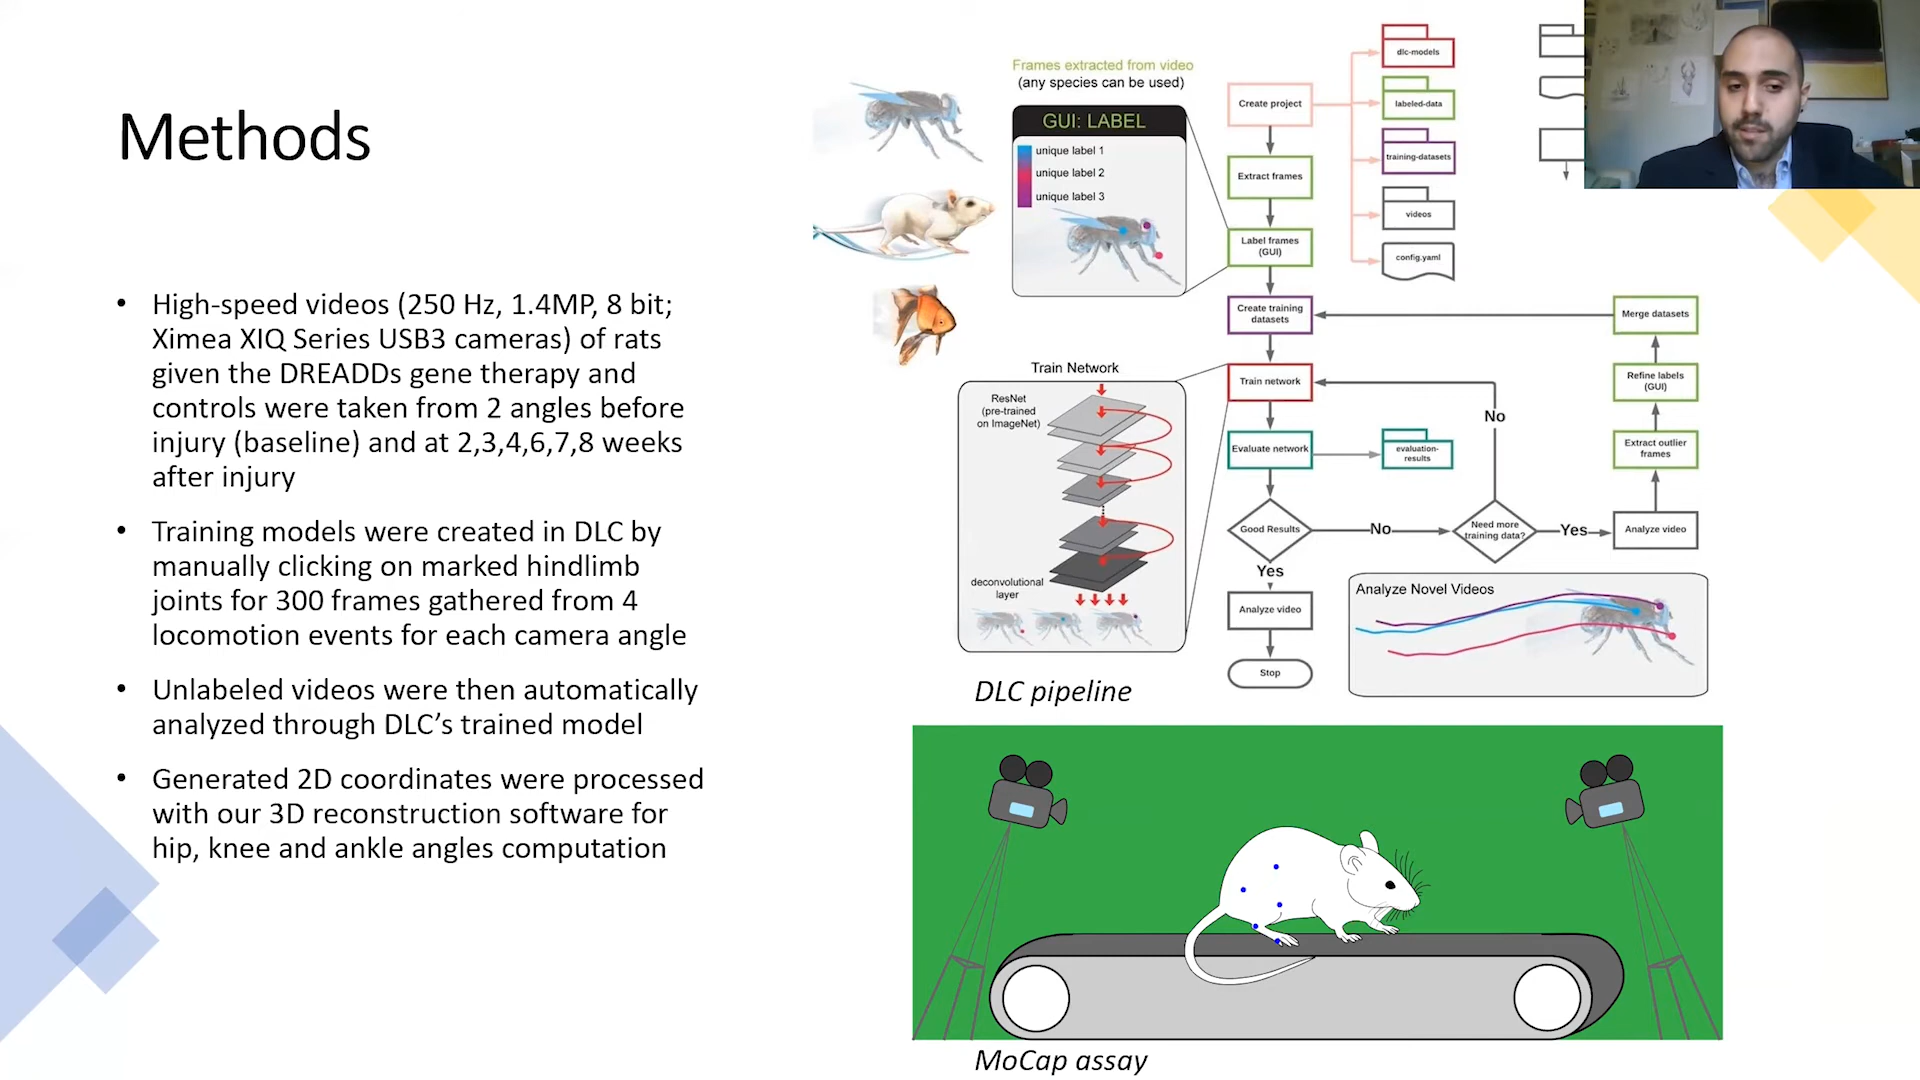 Methods
• High-speed videos (250 Hz, 1.4MP, 8 bit;
Ximea XIQ Series USB3 cameras) of rats
given the DREADDs gene therapy and
controls were taken from 2 angles before
injury (baseline) and at 2,3,4,6,7,8 weeks
after injury
• Training models were created in DLC by
manually clicking on marked hindlimb
joints for 300 frames gathered from 4
locomotion events for each camera angle
• Unlabeled videos were then automatically
analyzed through DLC’s trained model
• Generated 2D coordinates were processed
with our 3D reconstruction software for
hip, knee and ankle angles computation
Frames extracted from video
(any species can be used)
GUI: LABEL
unique label 1
unique label 2
unique label 3
Train Network
ResNet
(pre-trained
on ImageNet)
deconvolutional
layer
Create project
Extract frames
Label frames
(GUI)
Create training
datasets
Train network
Evaluate network
Good Results
Yes
Analyze video
Stop
dlc-models
labeled-data
training-datasets
videos
config.yaml
evaluation-
results
No
Need more
training data?
No
Yes
Analyze video
Extract outlier
frames
Refine labels
(GUI)
Merge datasets
Analyze Novel Videos
DLC pipeline
MoCap assay